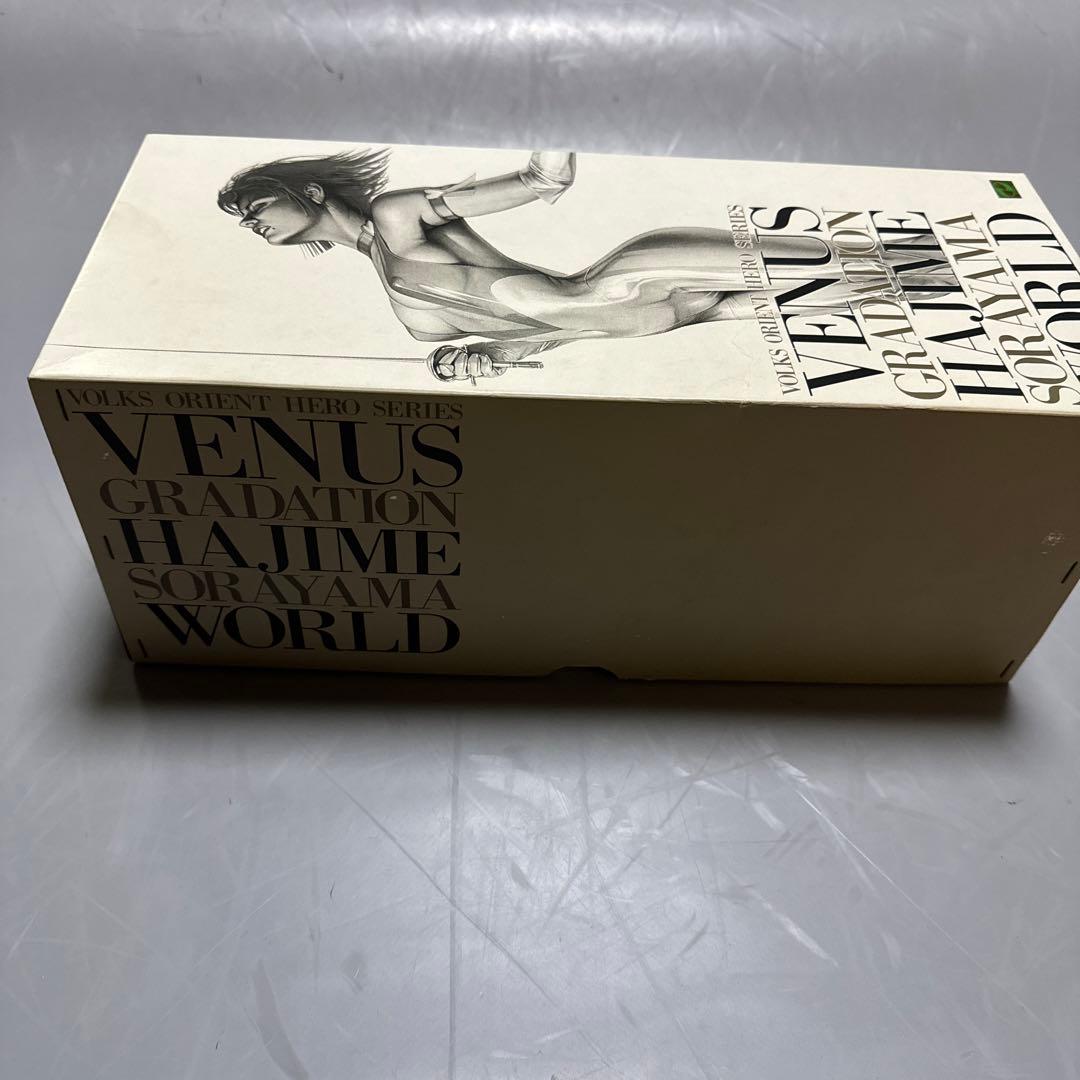 VOLKS ORIENT HERO SERIES
VENUS
GRADATION
HAJIME
SORAYAMA
WORLD
VOLKS ORIENT HERO SERIES
VENUS
GRADATION
HAJIME
SORAYAMA
WORLD